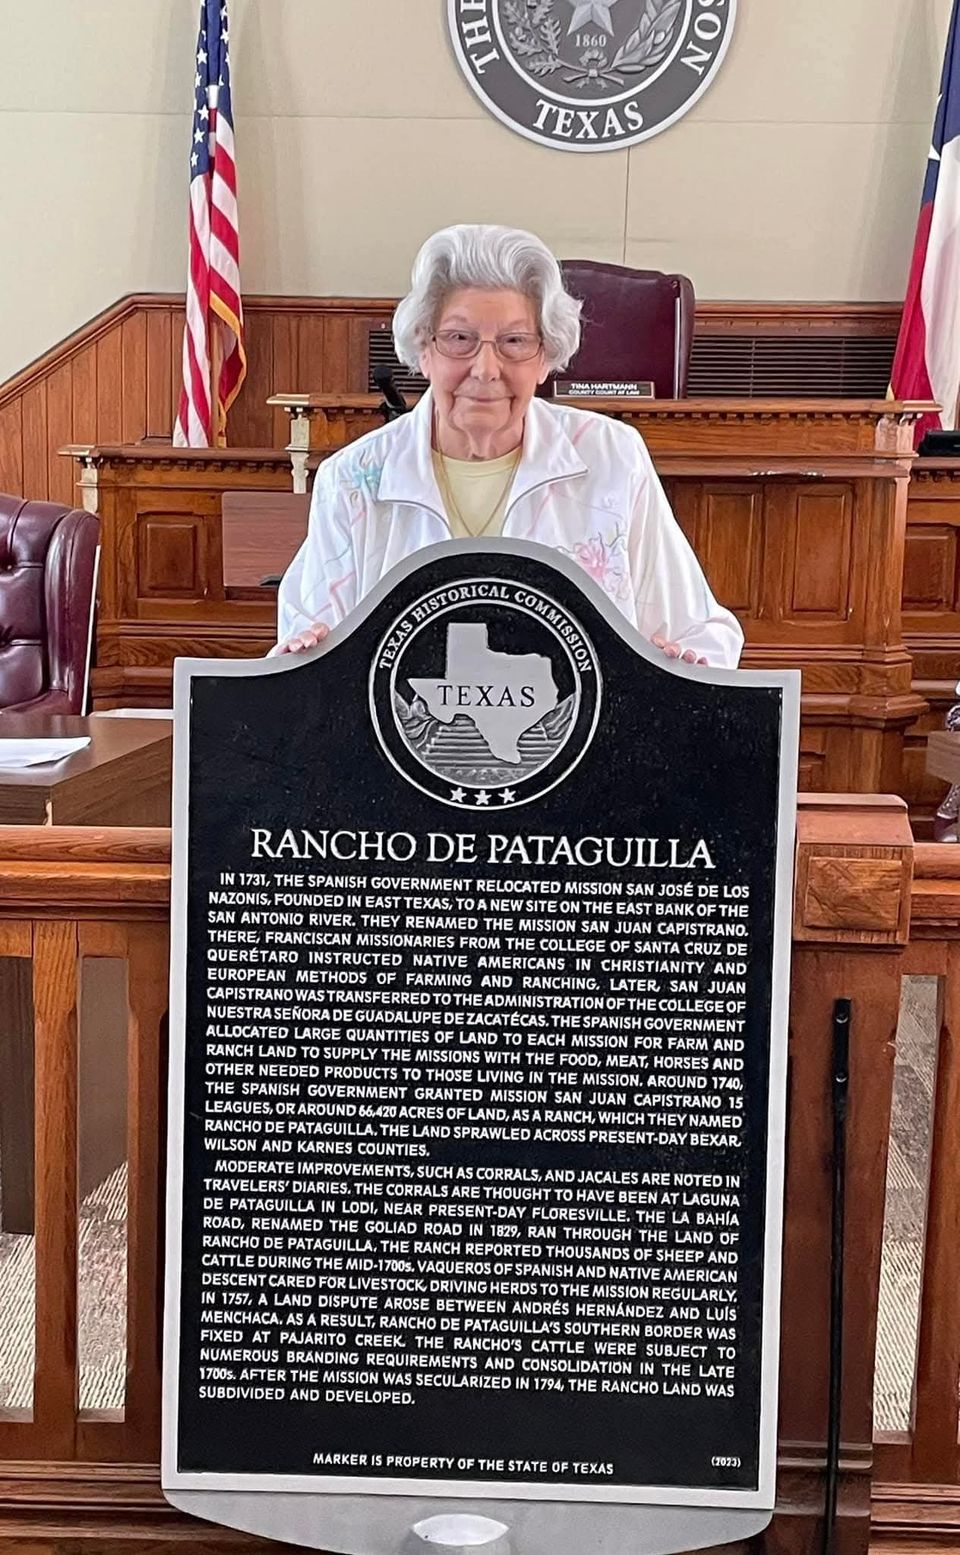 THE
SON
1860
TEXAS
TINA HARTMANN
COUNTY COURT AT LAW
TEXAS HISTORICAL COMMISSION
TEXAS
RANCHO DE PATAGUILLA
IN 1731, THE SPANISH GOVERNMENT RELOCATED MISSION SAN JOSÉ DE LOS
NAZONIS, FOUNDED IN EAST TEXAS, TO A NEW SITE ON THE EAST BANK OF THE
SAN ANTONIO RIVER. THEY RENAMED THE MISSION SAN JUAN CAPISTRANO.
THERE, FRANCISCAN MISSIONARIES FROM THE COLLEGE OF SANTA CRUZ DE
QUERÉTARO INSTRUCTED NATIVE AMERICANS IN CHRISTIANITY AND
EUROPEAN METHODS OF FARMING AND RANCHING. LATER, SAN JUAN
CAPISTRANO WAS TRANSFERRED TO THE ADMINISTRATION OF THE COLLEGE OF
NUESTRA SEÑORA DE GUADALUPE DE ZACATÉCAS. THE SPANISH GOVERNMENT
ALLOCATED LARGE QUANTITIES OF LAND TO EACH MISSION FOR FARM AND
RANCH LAND TO SUPPLY THE MISSIONS WITH THE FOOD, MEAT, HORSES AND
OTHER NEEDED PRODUCTS TO THOSE LIVING IN THE MISSION. AROUND 1740,
THE SPANISH GOVERNMENT GRANTED MISSION SAN JUAN CAPISTRANO 15
LEAGUES, OR AROUND 66,420 ACRES OF LAND, AS A RANCH, WHICH THEY NAMED
RANCHO DE PATAGUILLA. THE LAND SPRAWLED ACROSS PRESENT-DAY BEXAR,
WILSON AND KARNES COUNTIES.
MODERATE IMPROVEMENTS, SUCH AS CORRALS, AND JACALES ARE NOTED IN
TRAVELERS' DIARIES. THE CORRALS ARE THOUGHT TO HAVE BEEN AT LAGUNA
DE PATAGUILLA IN LODI, NEAR PRESENT-DAY FLORESVILLE. THE LA BAHÍA
ROAD, RENAMED THE GOLIAD ROAD IN 1829, RAN THROUGH THE LAND OF
RANCHO DE PATAGUILLA. THE RANCH REPORTED THOUSANDS OF SHEEP AND
CATTLE DURING THE MID-1700s. VAQUEROS OF SPANISH AND NATIVE AMERICAN
DESCENT CARED FOR LIVESTOCK, DRIVING HERDS TO THE MISSION REGULARLY.
IN 1757, A LAND DISPUTE AROSE BETWEEN ANDRÉS HERNÁNDEZ AND LUÍS
MENCHACA. AS A RESULT, RANCHO DE PATAGUILLA'S SOUTHERN BORDER WAS
FIXED AT PAJARITO CREEK. THE RANCHO'S CATTLE WERE SUBJECT TO
NUMEROUS BRANDING REQUIREMENTS AND CONSOLIDATION IN THE LATE
1700s. AFTER THE MISSION WAS SECULARIZED IN 1794, THE RANCHO LAND WAS
SUBDIVIDED AND DEVELOPED.
(2023)
MARKER IS PROPERTY OF THE STATE OF TEXAS